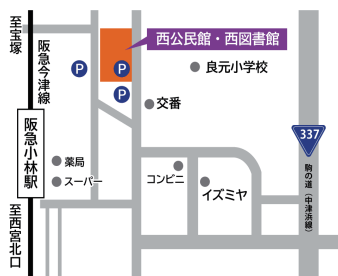 至宝塚
阪急今津線
西公民館・西図書館
P
P
P
良元小学校
交番
阪急小林駅
薬局
スーパー
コンビニ
イズミヤ
337
駒の道（中津浜線）
至西宮北口